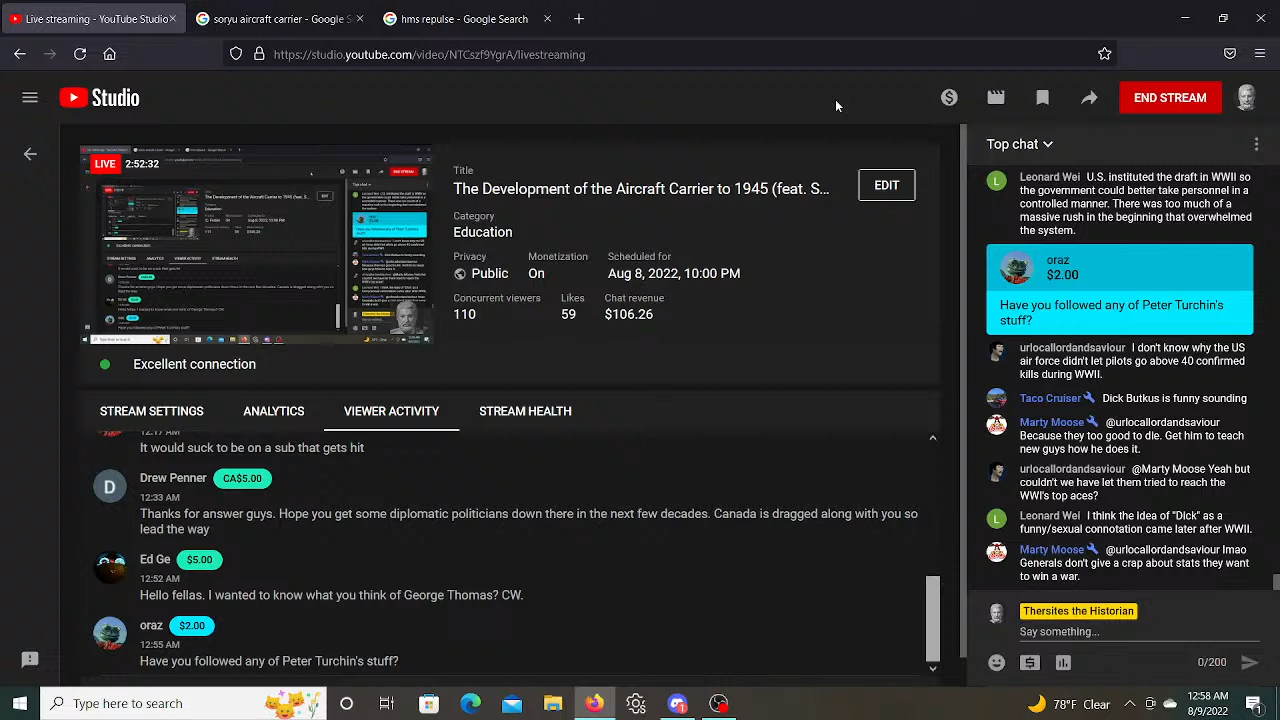 Live streaming - YouTube Studio
soryu aircraft carrier - Google S
hms repulse - Google Search
https://studio.youtube.com/video/NTCszf9YgrA/livestreaming
Studio
END STREAM
LIVE 2:52:32
Title
The Development of the Aircraft Carrier to 1945 (feat. S...
EDIT
Category
Education
Privacy
Public
On
Aug 8, 2022, 10:00 PM
Concurrent viewers
Likes
110
59
$106.26
Excellent connection
STREAM SETTINGS
ANALYTICS
VIEWER ACTIVITY
STREAM HEALTH
12:17 AM
It would suck to be on a sub that gets hit
D
Drew Penner CA$5.00
12:33 AM
Thanks for answer guys. Hope you get some diplomatic politicians down there in the next few decades. Canada is dragged along with you so
lead the way
Ed Ge $5.00
12:52 AM
Hello fellas. I wanted to know what you think of George Thomas? CW.
oraz $2.00
12:55 AM
Have you followed any of Peter Turchin's stuff?
Top chat
L
Leonard Wei U.S. instituted the draft in WWII so
the government could better take personnel in a
controlled manner. There was too much of a
massive rush in the beginning that overwhelmed
the system.
oraz
$2.00
Have you followed any of Peter Turchin's
stuff?
urlocallordandsaviour I don't know why the US
air force didn't let pilots go above 40 confirmed
kills during WWII.
Taco Cruiser Dick Butkus is funny sounding
Marty Moose @urlocallordandsaviour
Because they too good to die. Get him to teach
new guys how he does it.
urlocallordandsaviour @Marty Moose Yeah but
couldn't we have let them tried to reach the
WWI's top aces?
L
Leonard Wei I think the idea of "Dick" as a
funny/sexual connotation came later after WWII.
Marty Moose @urlocallordandsaviour lmao
Generals don't give a crap about stats they want
to win a war.
Thersites the Historian
Say something...
0/200
Type here to search
78°F Clear
12:58 AM
8/9/2022